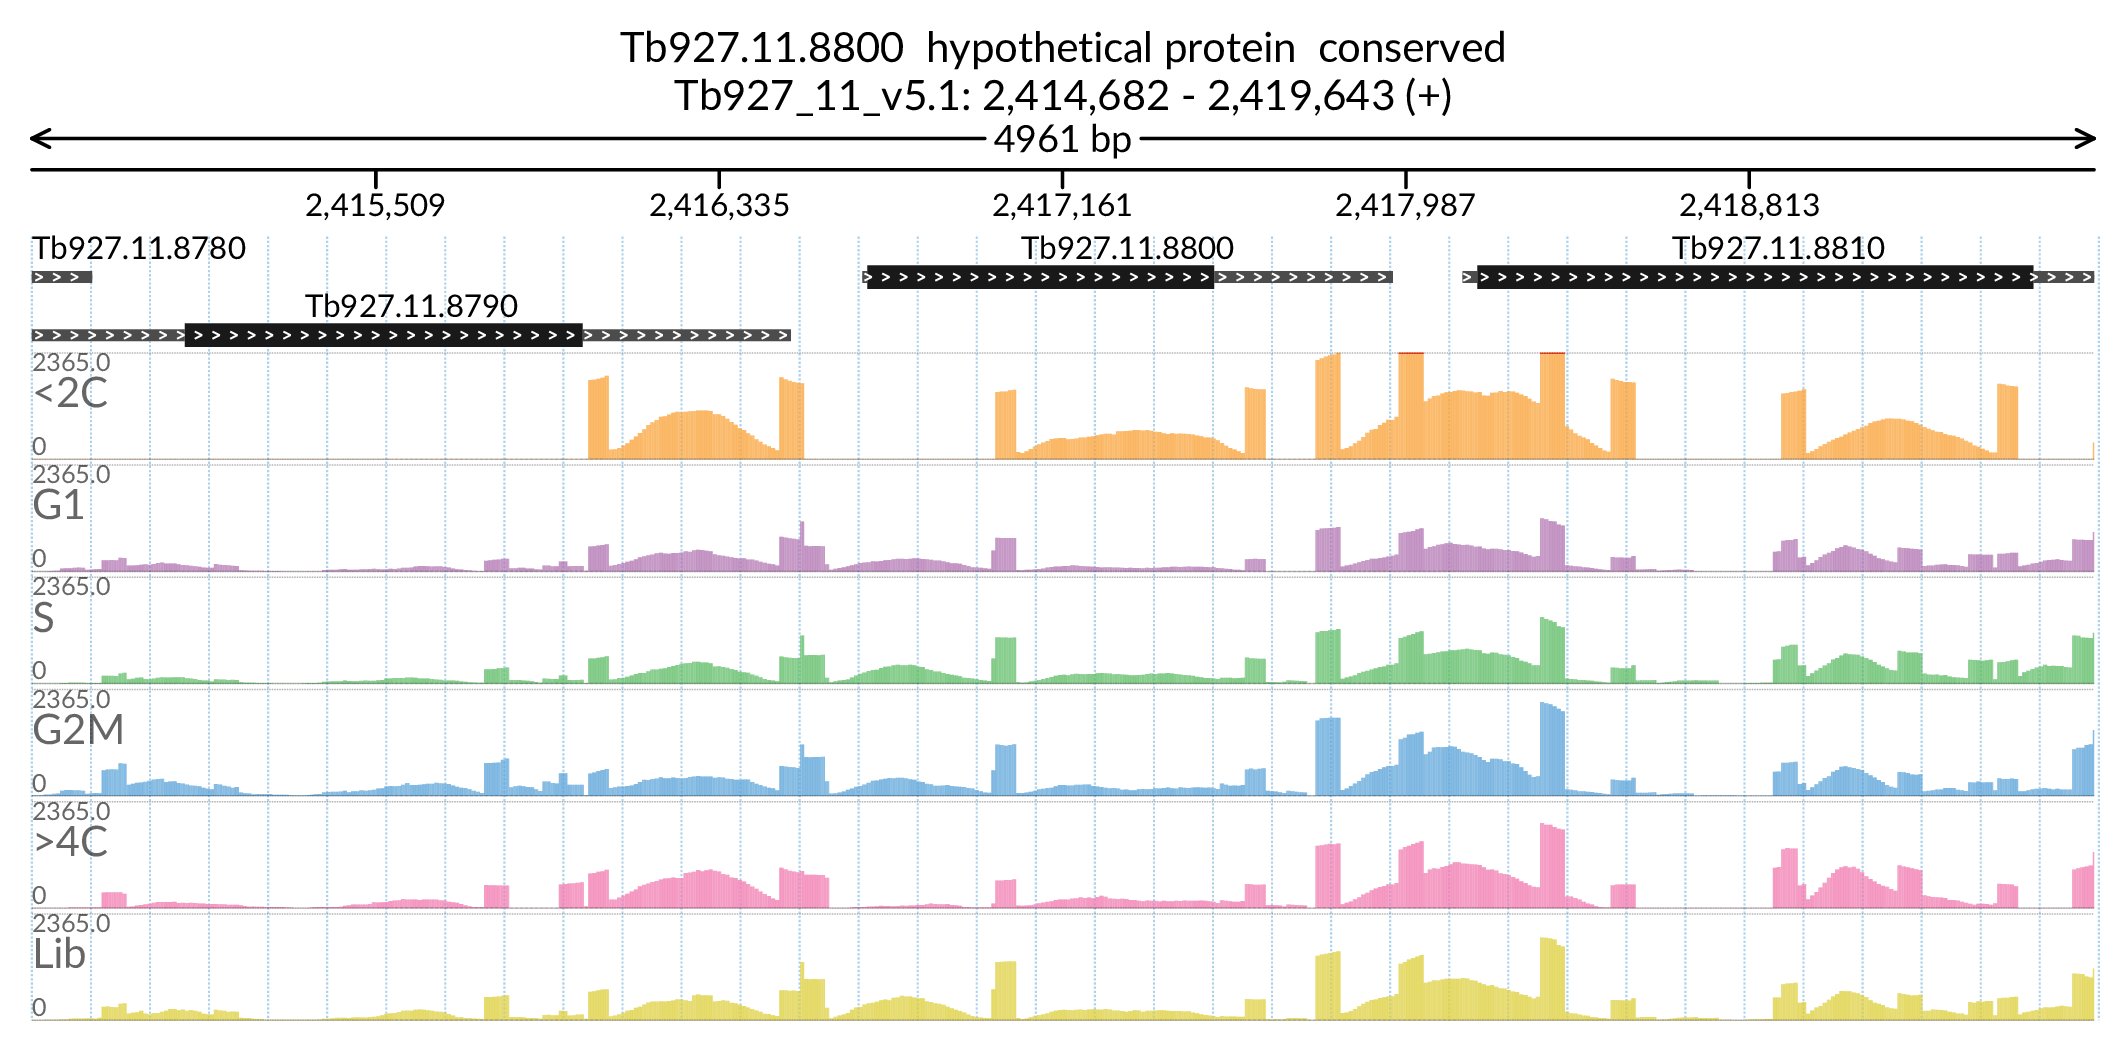 Tb927.11.8800 hypothetical protein conserved
Tb927_11_v5.1: 2,414,682 - 2,419,643 (+)
4961 bp
2,415,509 2,416,335 2,417,161 2,417,987 2,418,813
Tb927.11.8780 Tb927.11.8800 Tb927.11.8810
Tb927.11.8790
2365.0
<2C
0
2365.0
G1
0
2365.0
S
0
2365.0
G2M
0
2365.0
>4C
0
2365.0
Lib
0